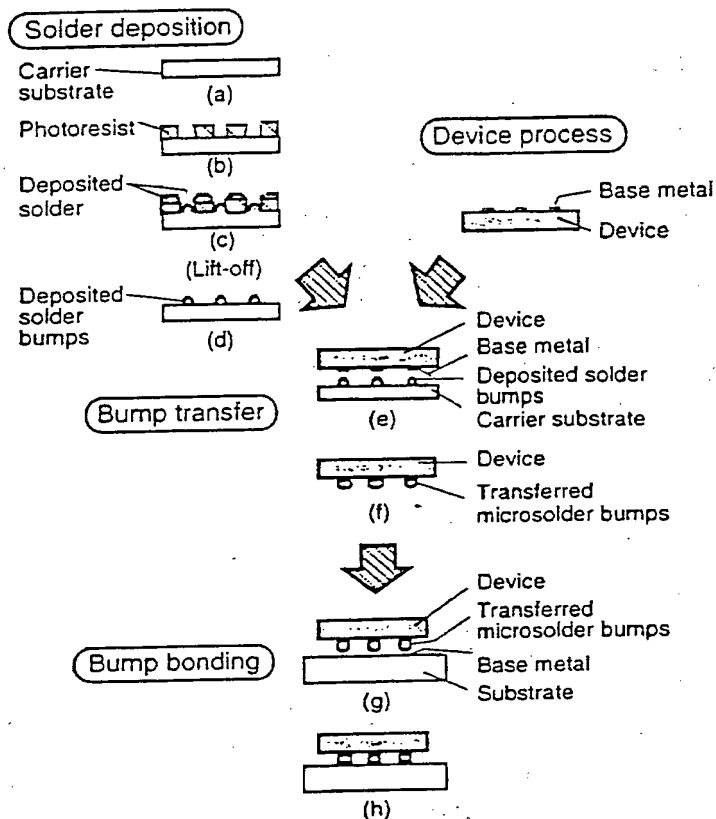 Solder deposition
Carrier
substrate
(a)
Photoresist
(b)
Deposited
solder
(c)
(Lift-off)
Deposited
solder
bumps
(d)
Device process
Base metal
Device
Device
Base metal
Deposited solder
bumps
Carrier substrate
(e)
Bump transfer
Device
Transferred
microsolder bumps
(f)
Device
Transferred
microsolder bumps
Base metal
Substrate
(g)
Bump bonding
(h)